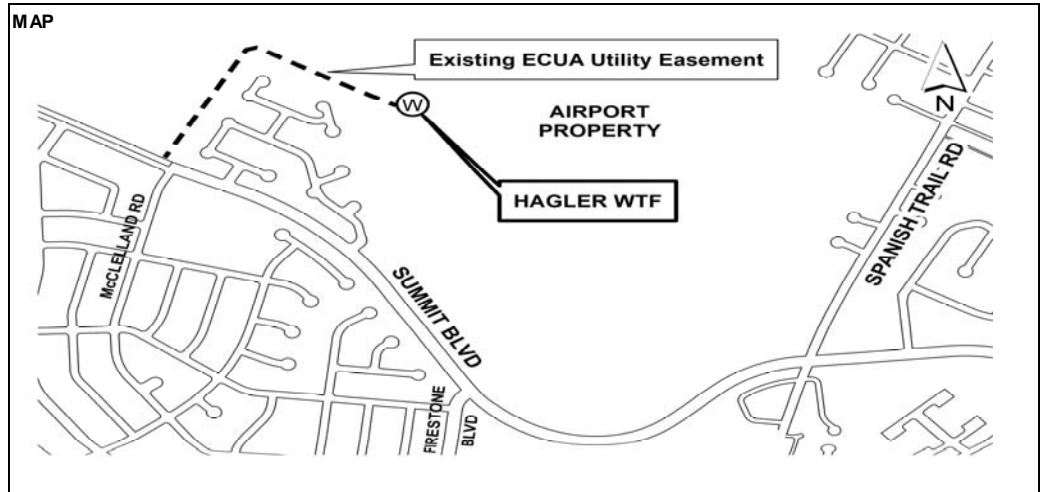 MAP
Existing ECUA Utility Easement
W
AIRPORT
PROPERTY
N
HAGLER WTF
SPANISH TRAIL RD
McCLELLAND RD
SUMMIT BLVD
FIRESTONE
BLVD